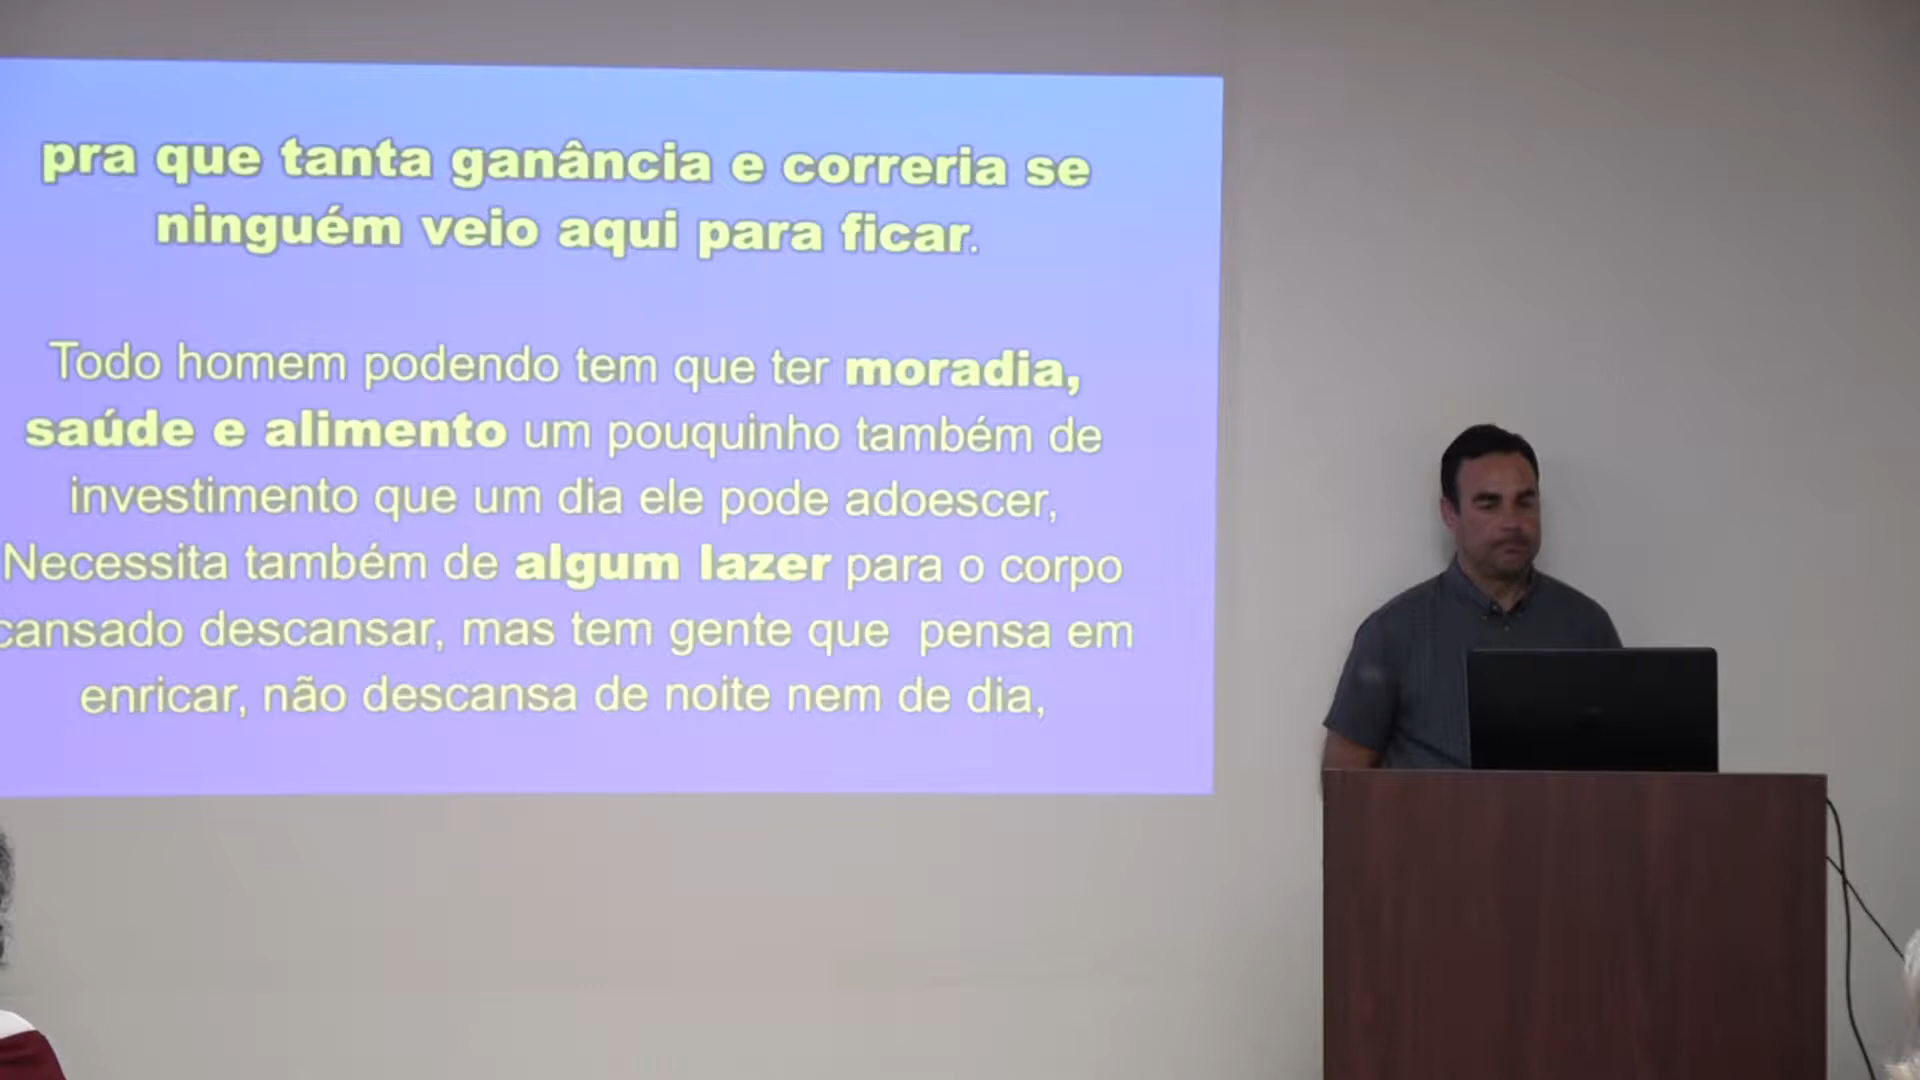 pra que tanta ganância e correria se
ninguém veio aqui para ficar.
Todo homem podendo tem que ter moradia,
saúde e alimento um pouquinho também de
investimento que um dia ele pode adoescer,
Necessita também de algum lazer para o corpo
cansado descansar, mas tem gente que pensa em
enricar, não descansa de noite nem de dia,